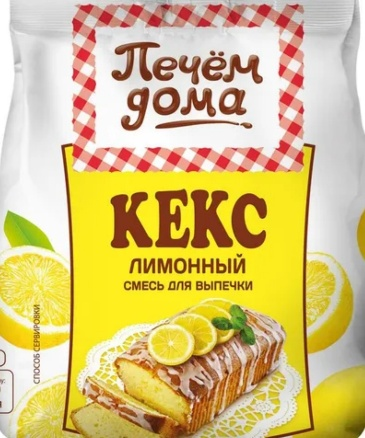 Печём
дома
КЕКС
ЛИМОННЫЙ
СМЕСЬ ДЛЯ ВЫПЕЧКИ
СПОСОБ СЕРВИРОВКИ